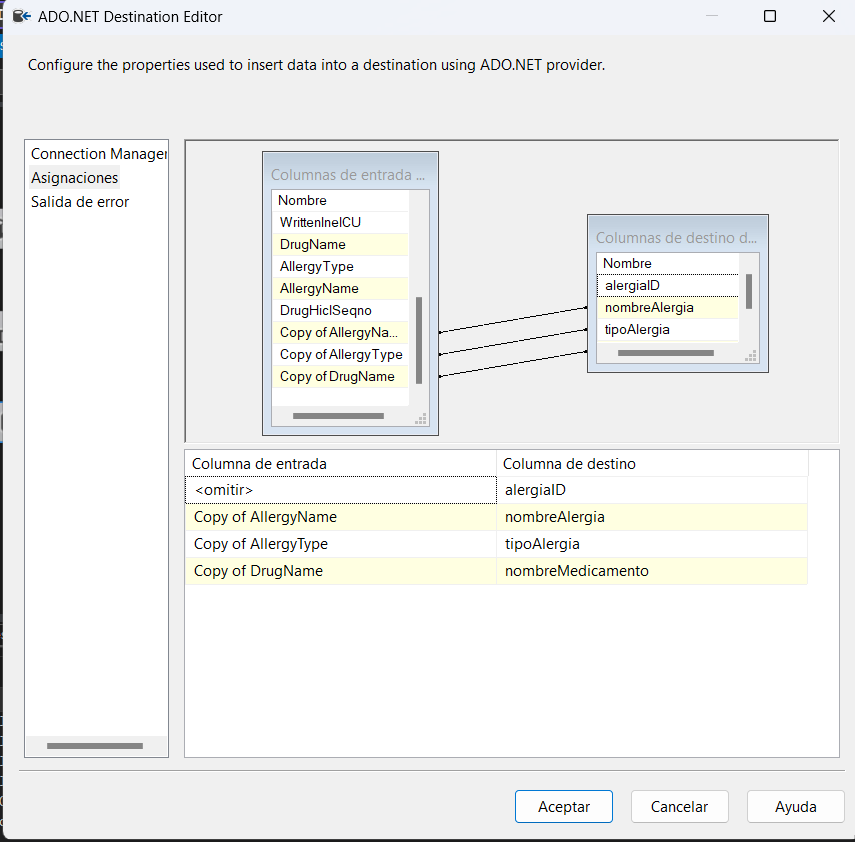 ADO.NET Destination Editor
Configure the properties used to insert data into a destination using ADO.NET provider.
Connection Manager
Asignaciones
Salida de error
Columnas de entrada ...
Nombre
WrittenIneICU
DrugName
AllergyType
AllergyName
DrugHiclSeqno
Copy of AllergyNa...
Copy of AllergyType
Copy of DrugName
Columnas de destino d...
Nombre
alergiaID
nombreAlergia
tipoAlergia
Columna de entrada Columna de destino
<omitir> alergiaID
Copy of AllergyName nombreAlergia
Copy of AllergyType tipoAlergia
Copy of DrugName nombreMedicamento
Aceptar Cancelar Ayuda